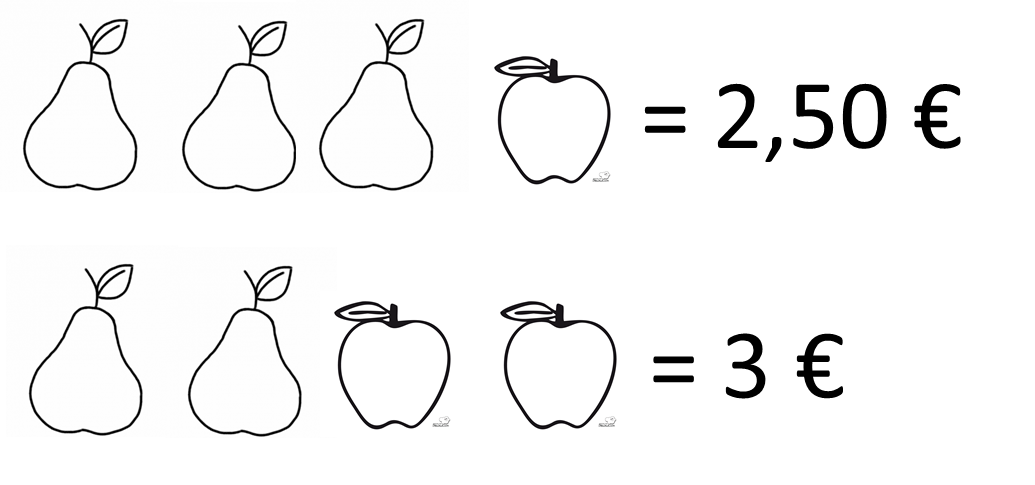 = 2,50 €
= 3 €